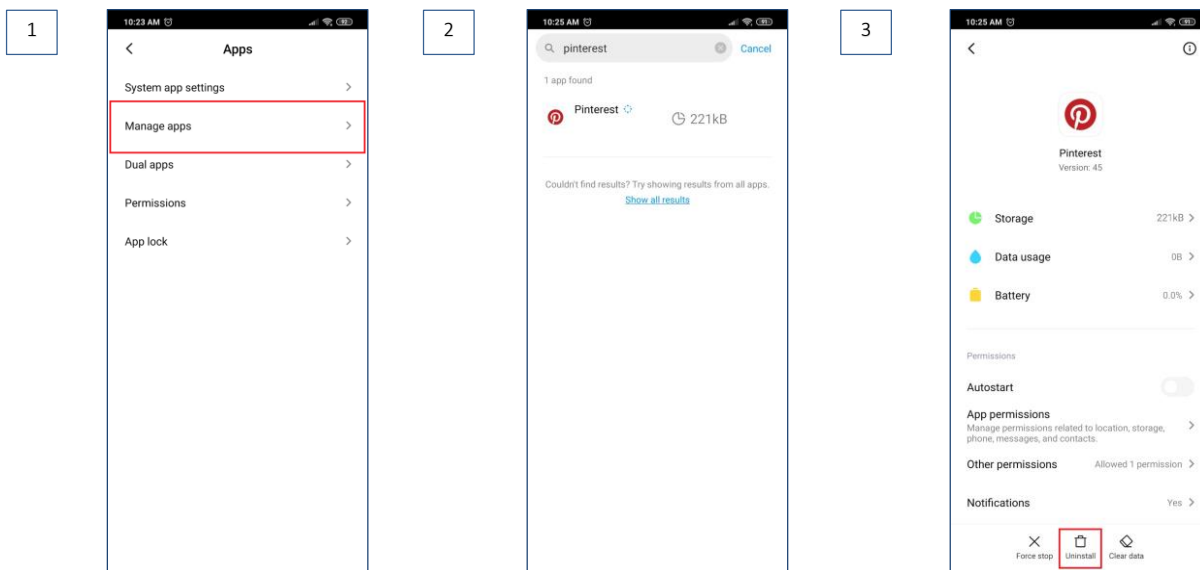 1
10:23 AM
92
Apps
System app settings
Manage apps
Dual apps
Permissions
App lock
2
10:25 AM
91
pinterest
Cancel
1 app found
Pinterest
221kB
Couldn't find results? Try showing results from all apps.
Show all results
3
10:25 AM
91
Pinterest
Version: 45
Storage 221kB
Data usage 0B
Battery 0.0%
Permissions
Autostart
App permissions
Manage permissions related to location, storage,
phone, messages, and contacts.
Other permissions Allowed 1 permission
Notifications Yes
Force stop Uninstall Clear data